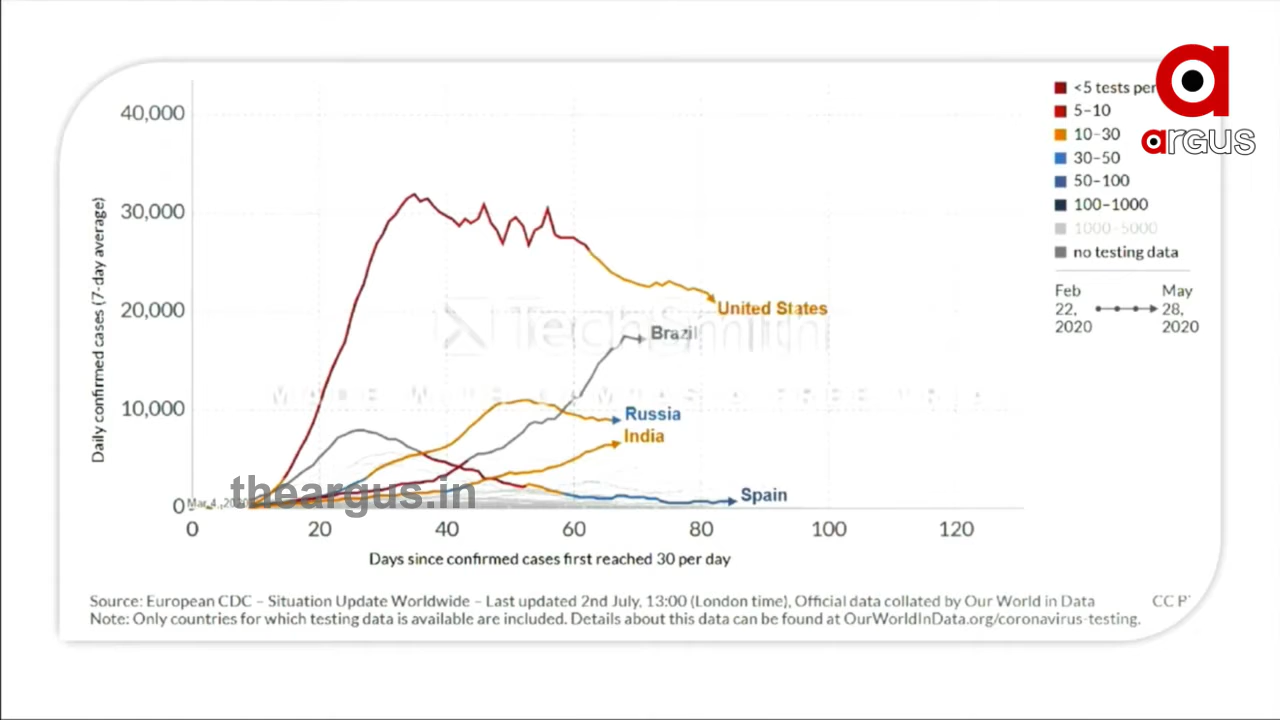 argus
<5 tests per
5–10
10–30
30–50
50–100
100–1000
1000–5000
no testing data
Feb 22, 2020
May 28, 2020
Daily confirmed cases (7-day average)
40,000
30,000
20,000
10,000
0
United States
Brazil
Russia
India
Spain
TechSmith
theargus.in
0 20 40 60 80 100 120
Days since confirmed cases first reached 30 per day
Source: European CDC – Situation Update Worldwide – Last updated 2nd July, 13:00 (London time), Official data collated by Our World in Data
CC
Note: Only countries for which testing data is available are included. Details about this data can be found at OurWorldInData.org/coronavirus-testing.